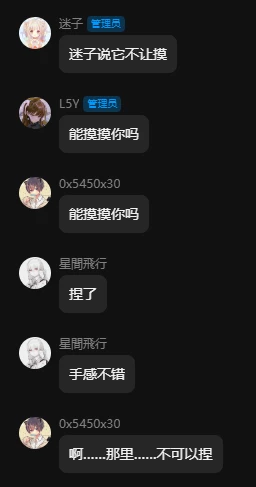 迷子 管理员
迷子说它不让摸
L5Y 管理员
能摸摸你吗
0x5450x30
能摸摸你吗
星間飛行
捏了
星間飛行
手感不错
0x5450x30
啊......那里......不可以捏